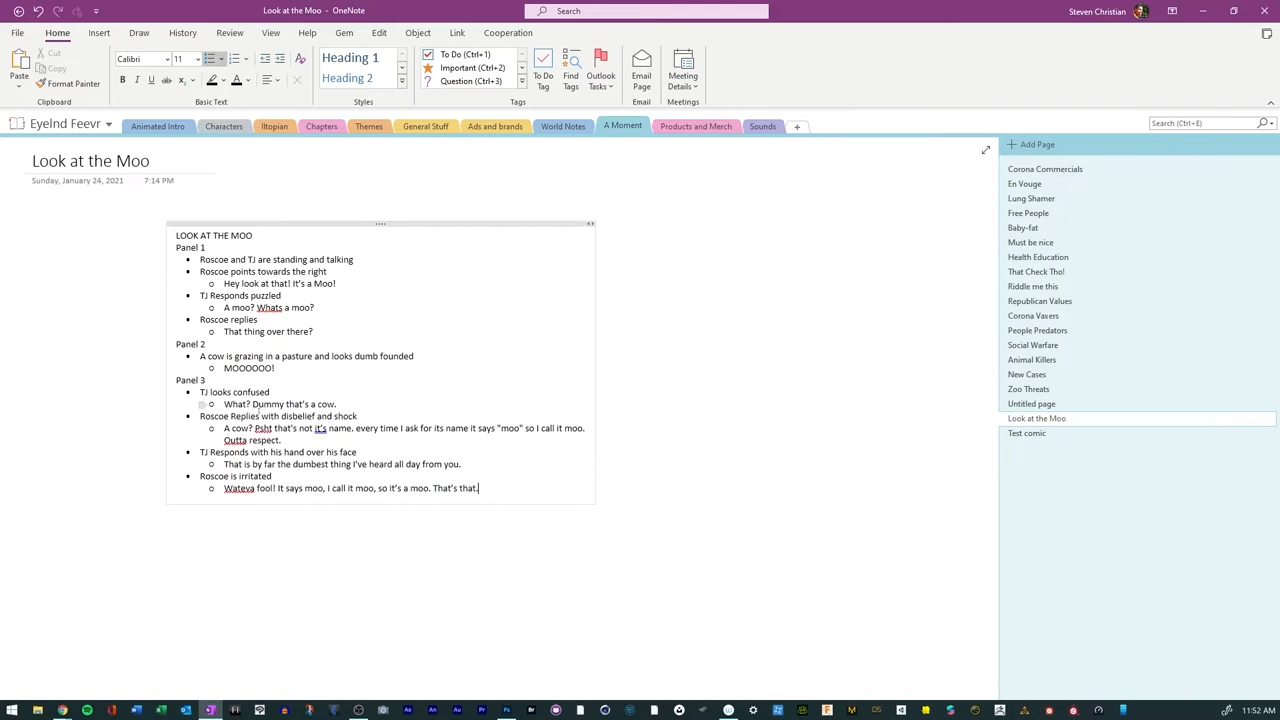 Look at the Moo - OneNote
Search
Steven Christian
File
Home
Insert
Draw
History
Review
View
Help
Gem
Edit
Object
Link
Cooperation
Paste
Cut
Copy
Format Painter
Clipboard
Calibri
11
Basic Text
Heading 1
Heading 2
Styles
To Do (Ctrl+1)
Important (Ctrl+2)
Question (Ctrl+3)
To Do Tag
Find Tags
Outlook Tasks
Tags
Email Page
Email
Meeting Details
Meetings
EyeInd Feevr
Animated Intro
Characters
Iltopian
Chapters
Themes
General Stuff
Ads and brands
World Notes
A Moment
Products and Merch
Sounds
Search (Ctrl+E)
Look at the Moo
Sunday, January 24, 2021 7:14 PM
LOOK AT THE MOO
Panel 1
Roscoe and TJ are standing and talking
Roscoe points towards the right
Hey look at that! It's a Moo!
TJ Responds puzzled
A moo? Whats a moo?
Roscoe replies
That thing over there?
Panel 2
A cow is grazing in a pasture and looks dumb founded
MOOOOOO!
Panel 3
TJ looks confused
What? Dummy that's a cow.
Roscoe Replies with disbelief and shock
A cow? Psht that's not it's name. every time I ask for its name it says "moo" so I call it moo.
Outta respect.
TJ Responds with his hand over his face
That is by far the dumbest thing I've heard all day from you.
Roscoe is irritated
Wateva fool! It says moo, I call it moo, so it's a moo. That's that.
Add Page
Corona Commercials
En Vouge
Lung Shamer
Free People
Baby-fat
Must be nice
Health Education
That Check Tho!
Riddle me this
Republican Values
Corona Vaxers
People Predators
Social Warfare
Animal Killers
New Cases
Zoo Threats
Untitled page
Look at the Moo
Test comic
11:52 AM